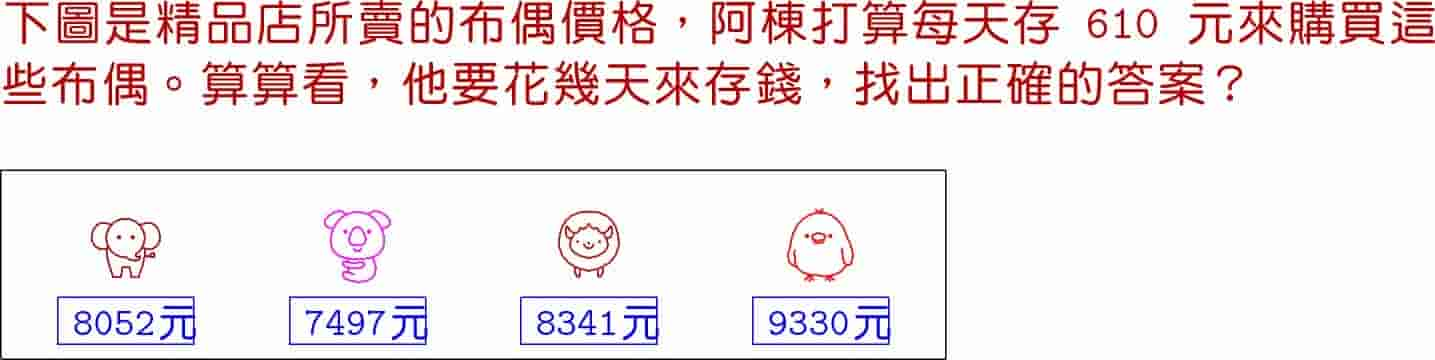 下圖是精品店所賣的布偶價格，阿棟打算每天存 610 元來購買這
些布偶。算算看，他要花幾天來存錢，找出正確的答案？
8052元 7497元 8341元 9330元